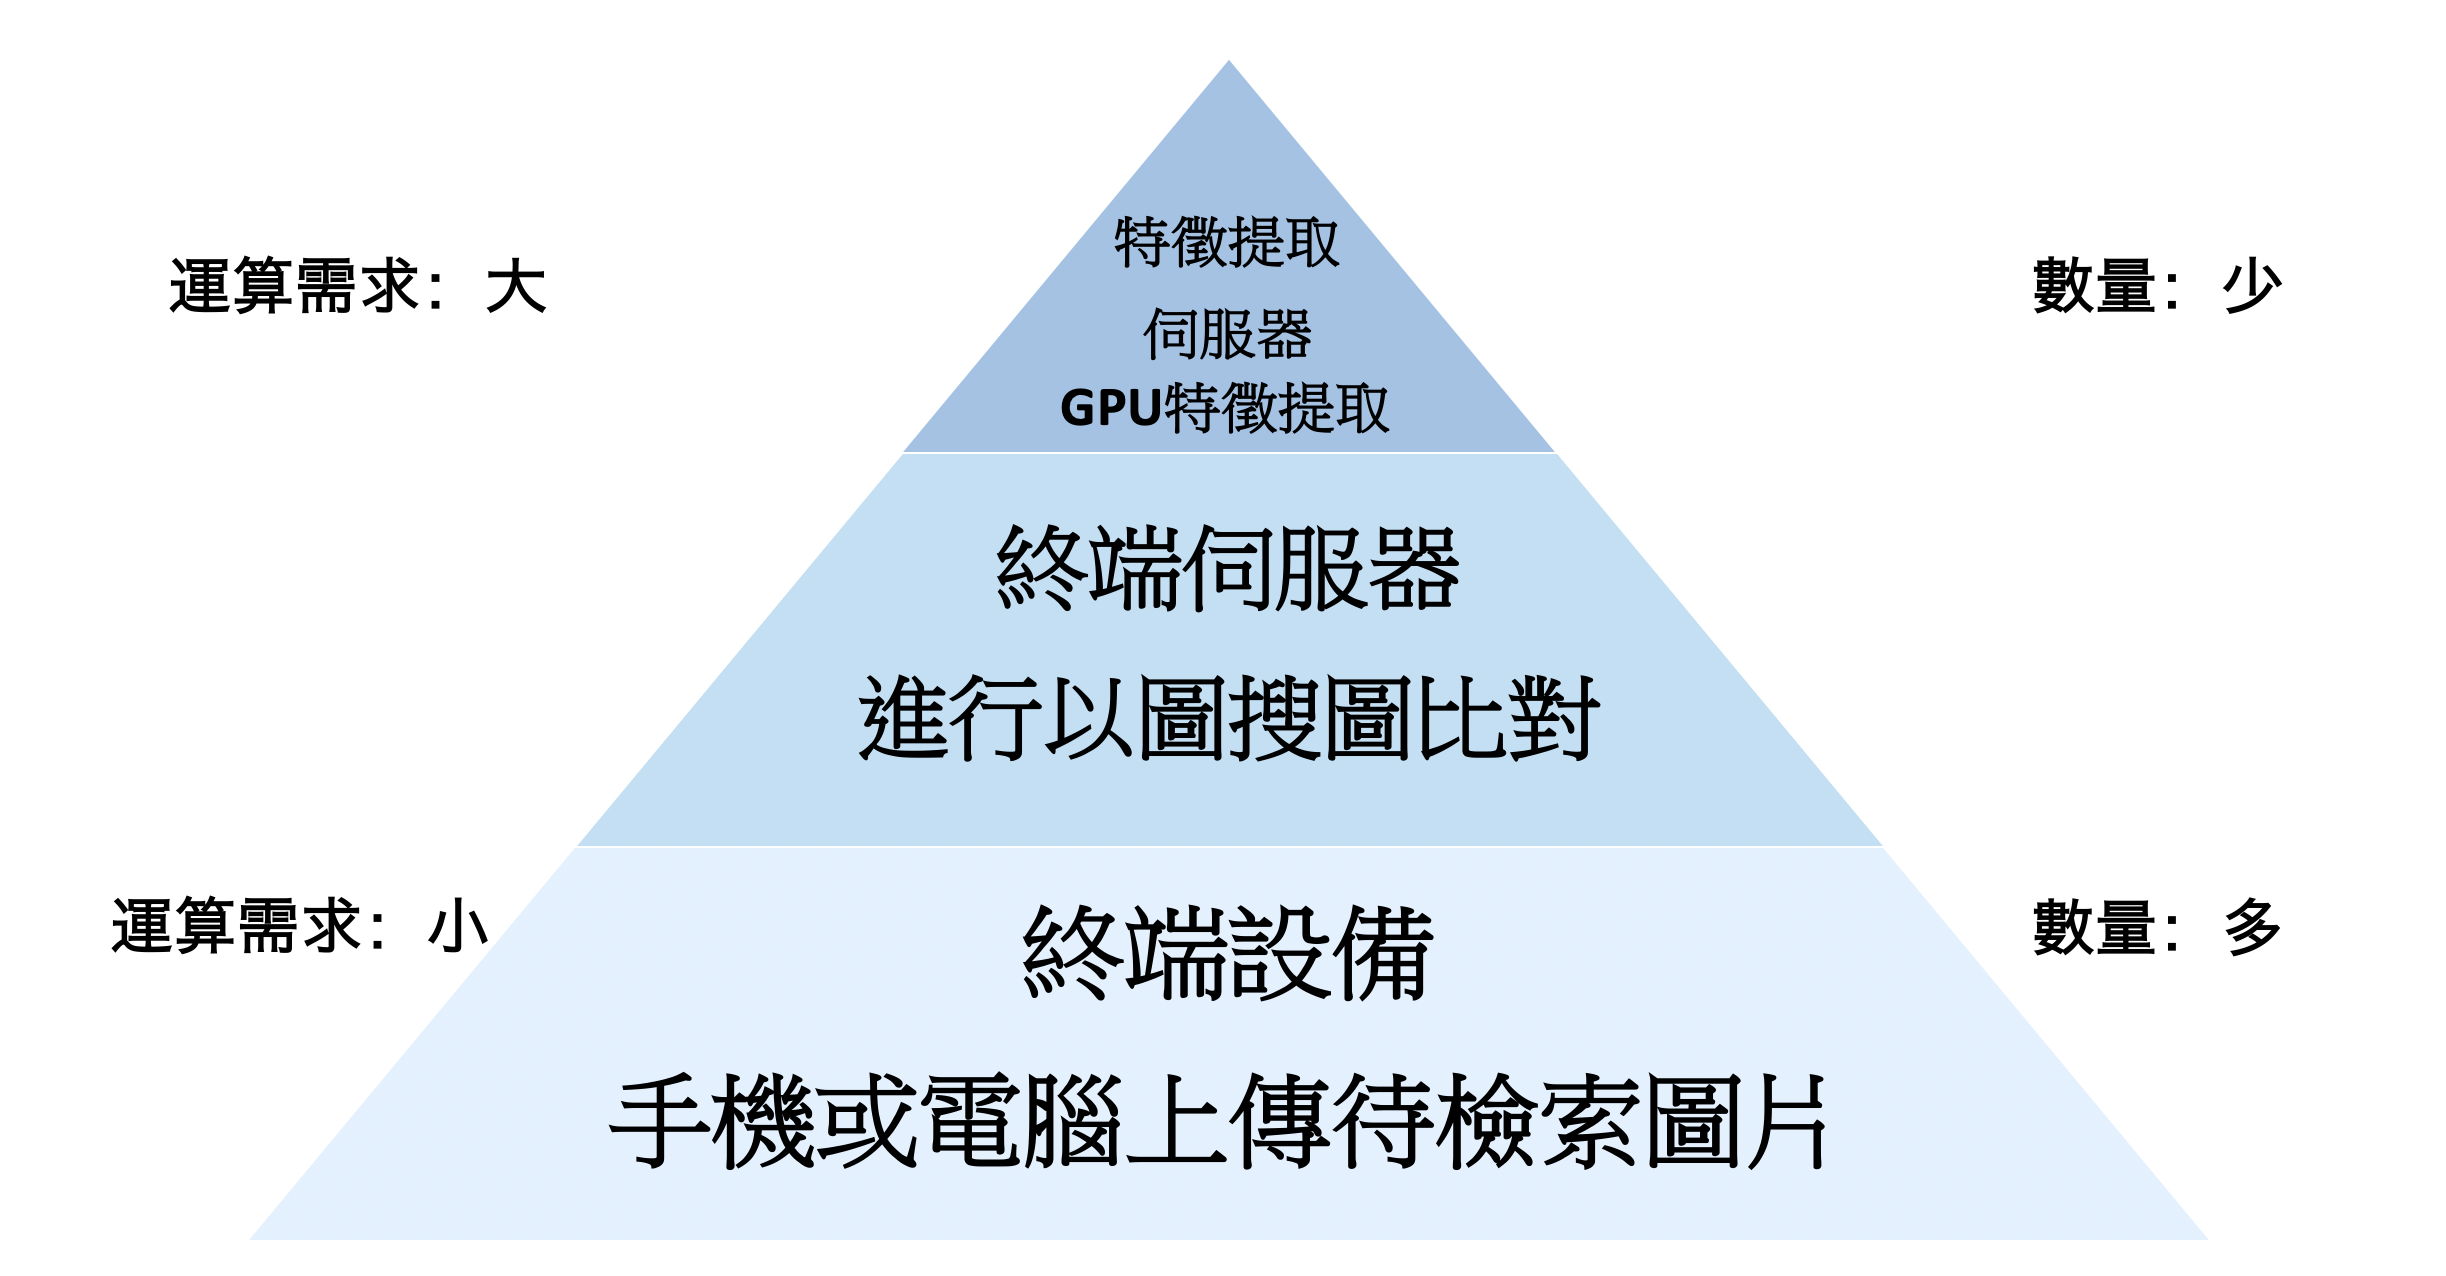 特徵提取
運算需求：大
數量：少
伺服器
GPU特徵提取
終端伺服器
進行以圖搜圖比對
運算需求：小
數量：多
終端設備
手機或電腦上傳待檢索圖片